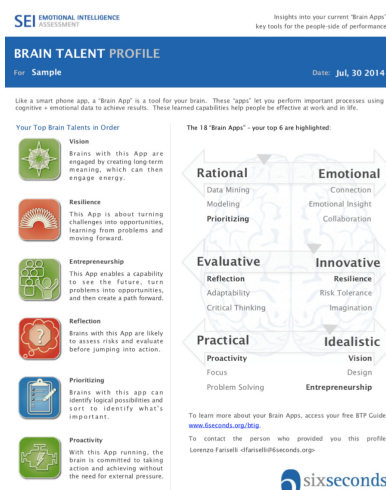 SEI EMOTIONAL INTELLIGENCE
ASSESSMENT
Insights into your current "Brain Apps"
key tools for the people-side of performance
BRAIN TALENT PROFILE
For Sample
Date: Jul, 30 2014
Like a smart phone app, a "Brain App" is a tool for your brain. These "apps" let you perform important processes using
cognitive + emotional data to achieve results. These learned capabilities help people be effective at work and in life.
Your Top Brain Talents in Order
Vision
Brains with this App are
engaged by creating long-term
meaning, which can then
engage energy.
Resilience
This App is about turning
challenges into opportunities,
learning from problems and
moving forward.
Entrepreneurship
This App enables a capability
to see the future, turn
problems into opportunities,
and then create a path forward.
Reflection
Brains with this App are likely
to assess risks and evaluate
before jumping into action.
Prioritizing
Brains with this app can
identify logical possibilities and
sort to identify what's
important.
Proactivity
With this App running, the
brain is committed to taking
action and achieving without
the need for external pressure.
The 18 "Brain Apps" - your top 6 are highlighted:
Rational Emotional
Data Mining Connection
Modeling Emotional Insight
Prioritizing Collaboration
Evaluative Innovative
Reflection Resilience
Adaptability Risk Tolerance
Critical Thinking Imagination
Practical Idealistic
Proactivity Vision
Focus Design
Problem Solving Entrepreneurship
To learn more about your Brain Apps, access your free BTP Guide
www.6seconds.org/btig.
To contact the person who provided you this profile
Lorenzo Fariselli <lfariselli@6seconds.org>
sixseconds